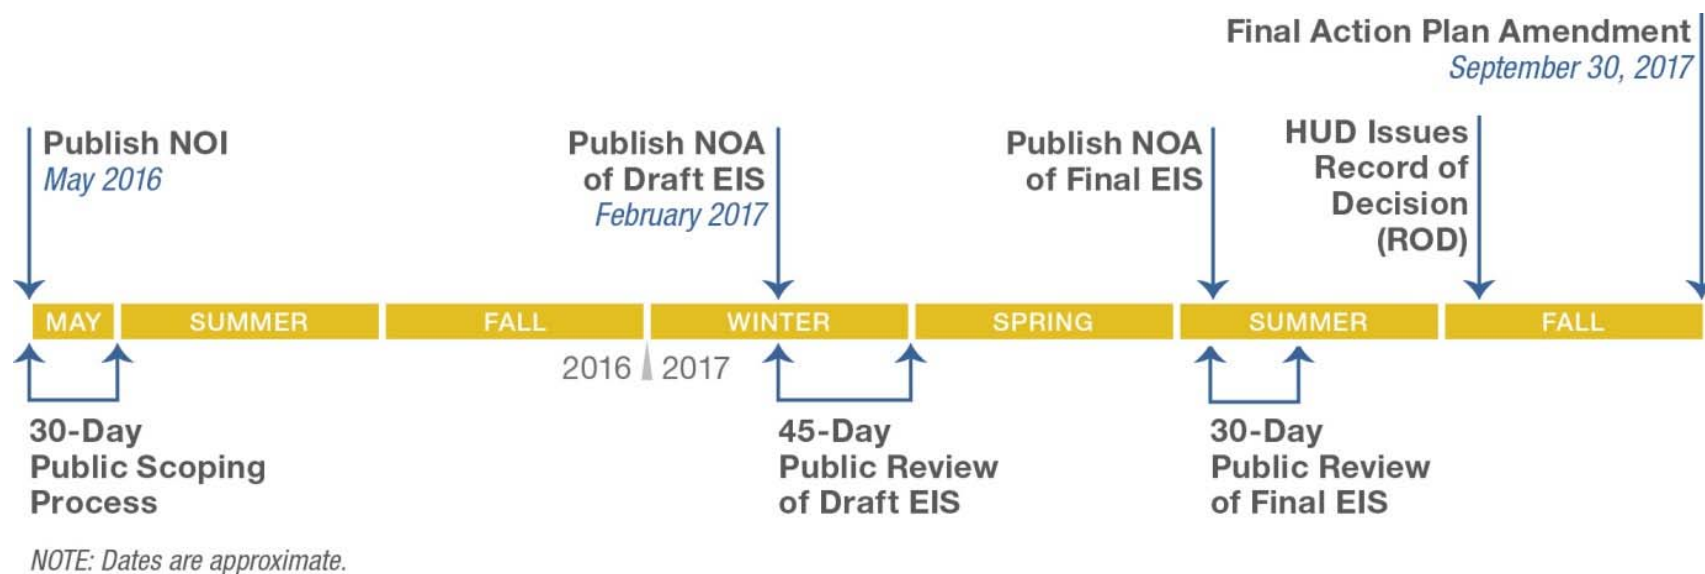 Final Action Plan Amendment
September 30, 2017
Publish NOI
May 2016
Publish NOA
of Draft EIS
February 2017
Publish NOA
of Final EIS
HUD Issues
Record of
Decision
(ROD)
MAY SUMMER FALL WINTER SPRING SUMMER FALL
2016 2017
30-Day
Public Scoping
Process
45-Day
Public Review
of Draft EIS
30-Day
Public Review
of Final EIS
NOTE: Dates are approximate.